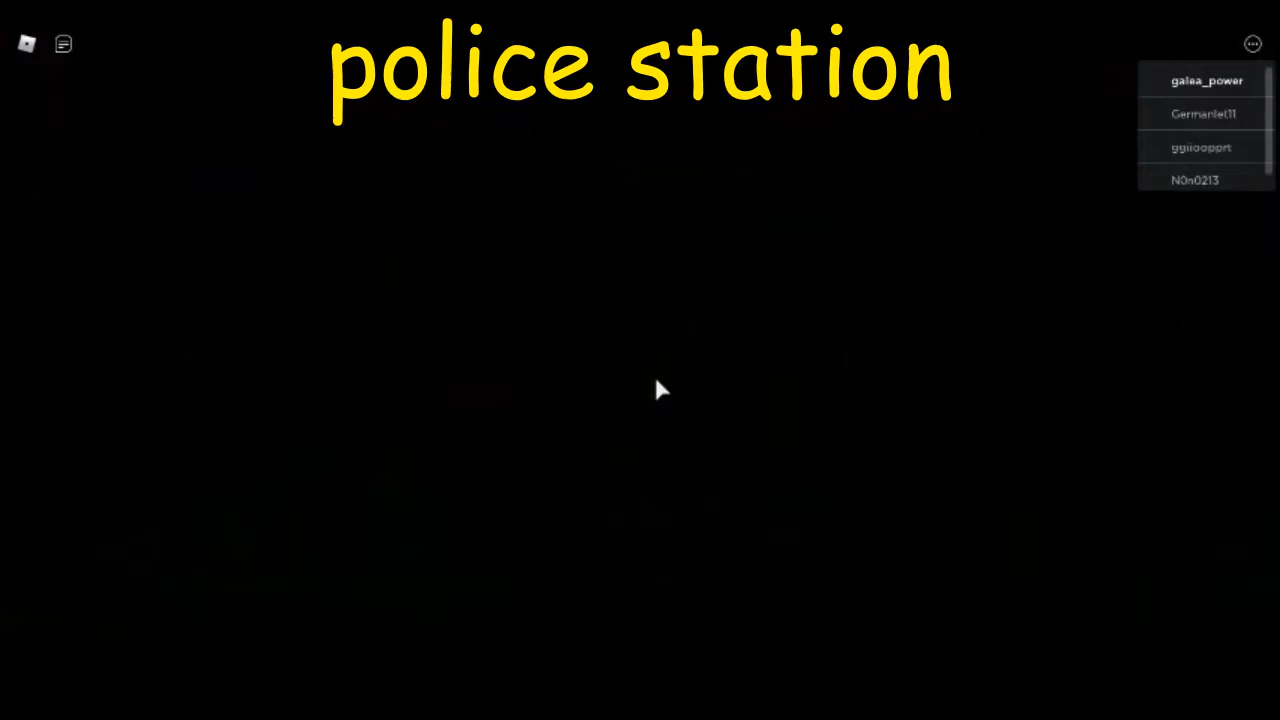 police station
galea_power
Germanlet11
ggiioopprt
N0n0213